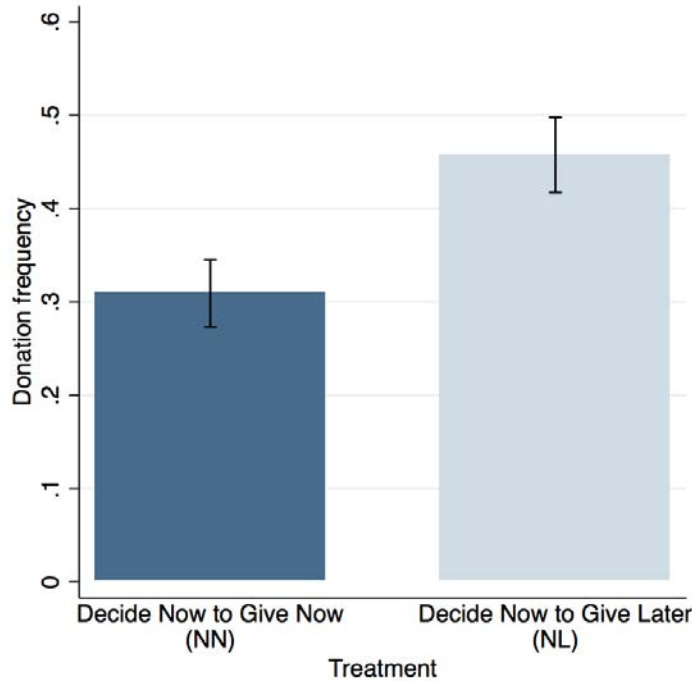 Donation frequency
.6
.5
.4
.3
.2
.1
0
Decide Now to Give Now
(NN)
Decide Now to Give Later
(NL)
Treatment